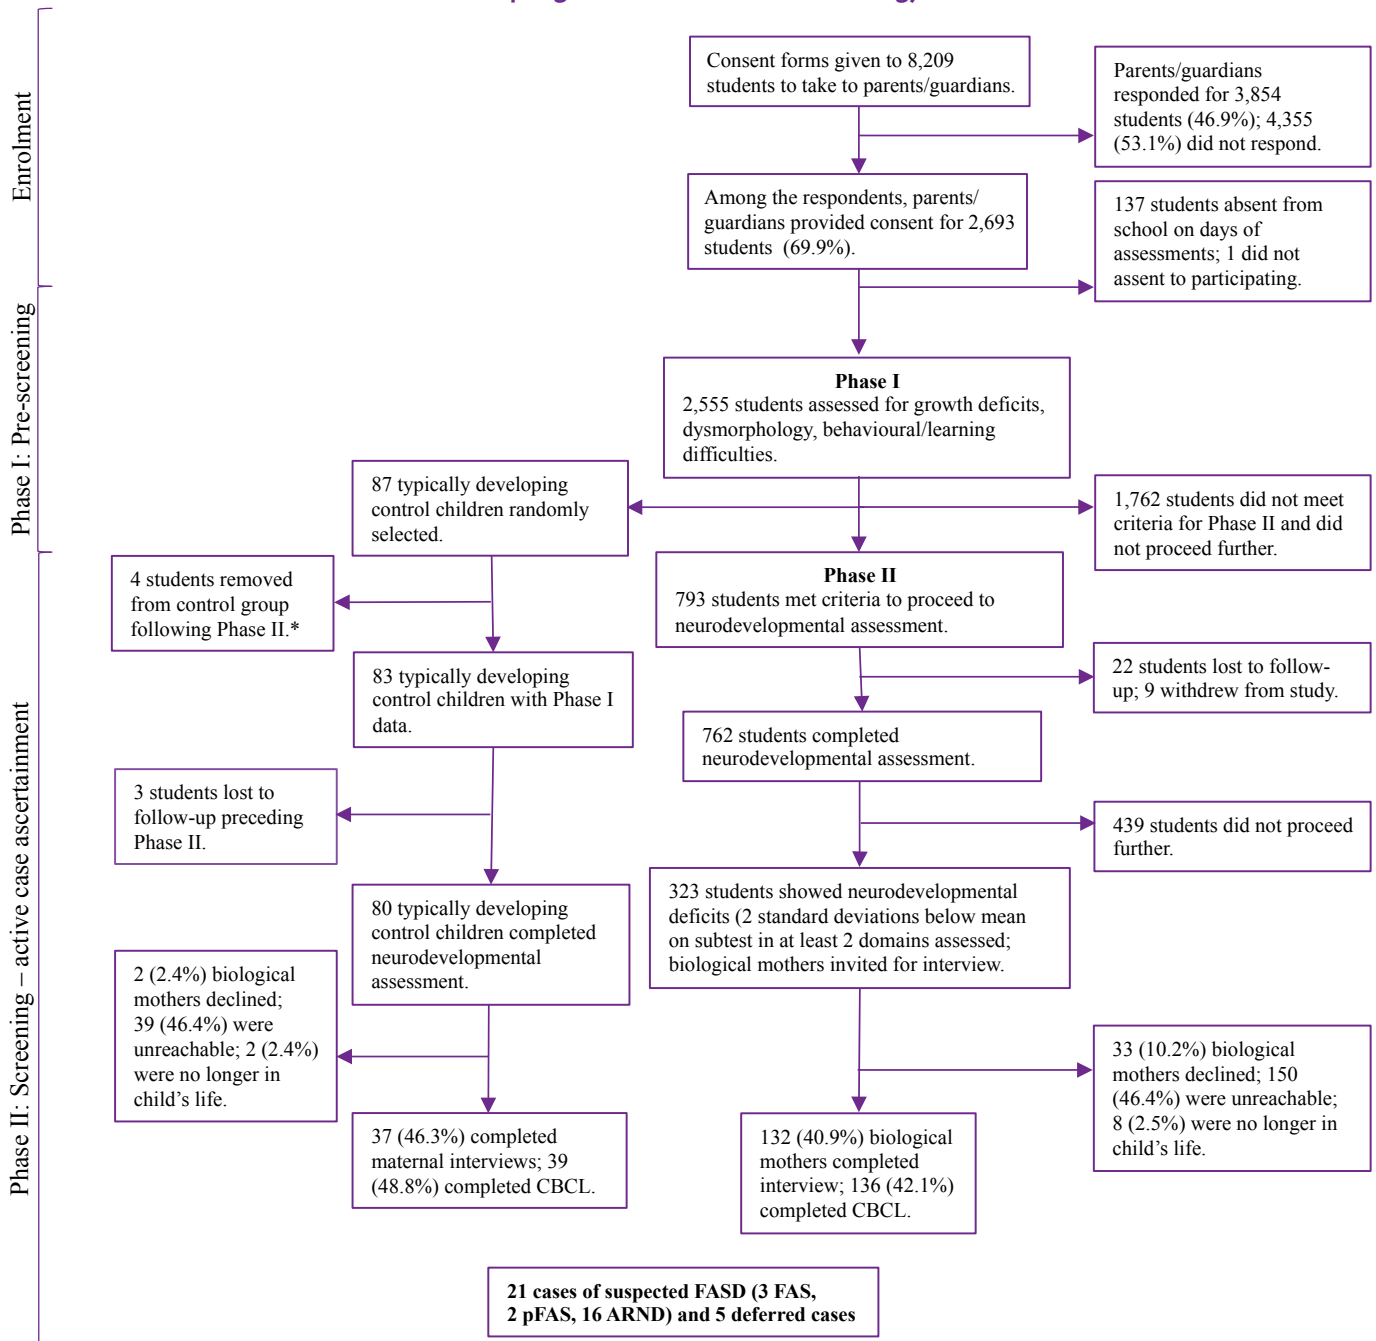 Enrolment
Consent forms given to 8,209
students to take to parents/guardians.
Parents/guardians
responded for 3,854
students (46.9%); 4,355
(53.1%) did not respond.
Among the respondents, parents/
guardians provided consent for 2,693
students (69.9%).
137 students absent from
school on days of
assessments; 1 did not
assent to participating.
Phase I: Pre-screening
Phase I
2,555 students assessed for growth deficits,
dysmorphology, behavioural/learning
difficulties.
87 typically developing
control children randomly
selected.
1,762 students did not meet
criteria for Phase II and did
not proceed further.
Phase II: Screening – active case ascertainment
4 students removed
from control group
following Phase II.*
Phase II
793 students met criteria to proceed to
neurodevelopmental assessment.
83 typically developing
control children with Phase I
data.
22 students lost to follow-
up; 9 withdrew from study.
762 students completed
neurodevelopmental assessment.
3 students lost to
follow-up preceding
Phase II.
439 students did not proceed
further.
80 typically developing
control children completed
neurodevelopmental
assessment.
323 students showed neurodevelopmental
deficits (2 standard deviations below mean
on subtest in at least 2 domains assessed;
biological mothers invited for interview.
2 (2.4%) biological
mothers declined;
39 (46.4%) were
unreachable; 2 (2.4%)
were no longer in
child’s life.
33 (10.2%) biological
mothers declined; 150
(46.4%) were unreachable;
8 (2.5%) were no longer in
child’s life.
37 (46.3%) completed
maternal interviews; 39
(48.8%) completed CBCL.
132 (40.9%) biological
mothers completed
interview; 136 (42.1%)
completed CBCL.
21 cases of suspected FASD (3 FAS,
2 pFAS, 16 ARND) and 5 deferred cases